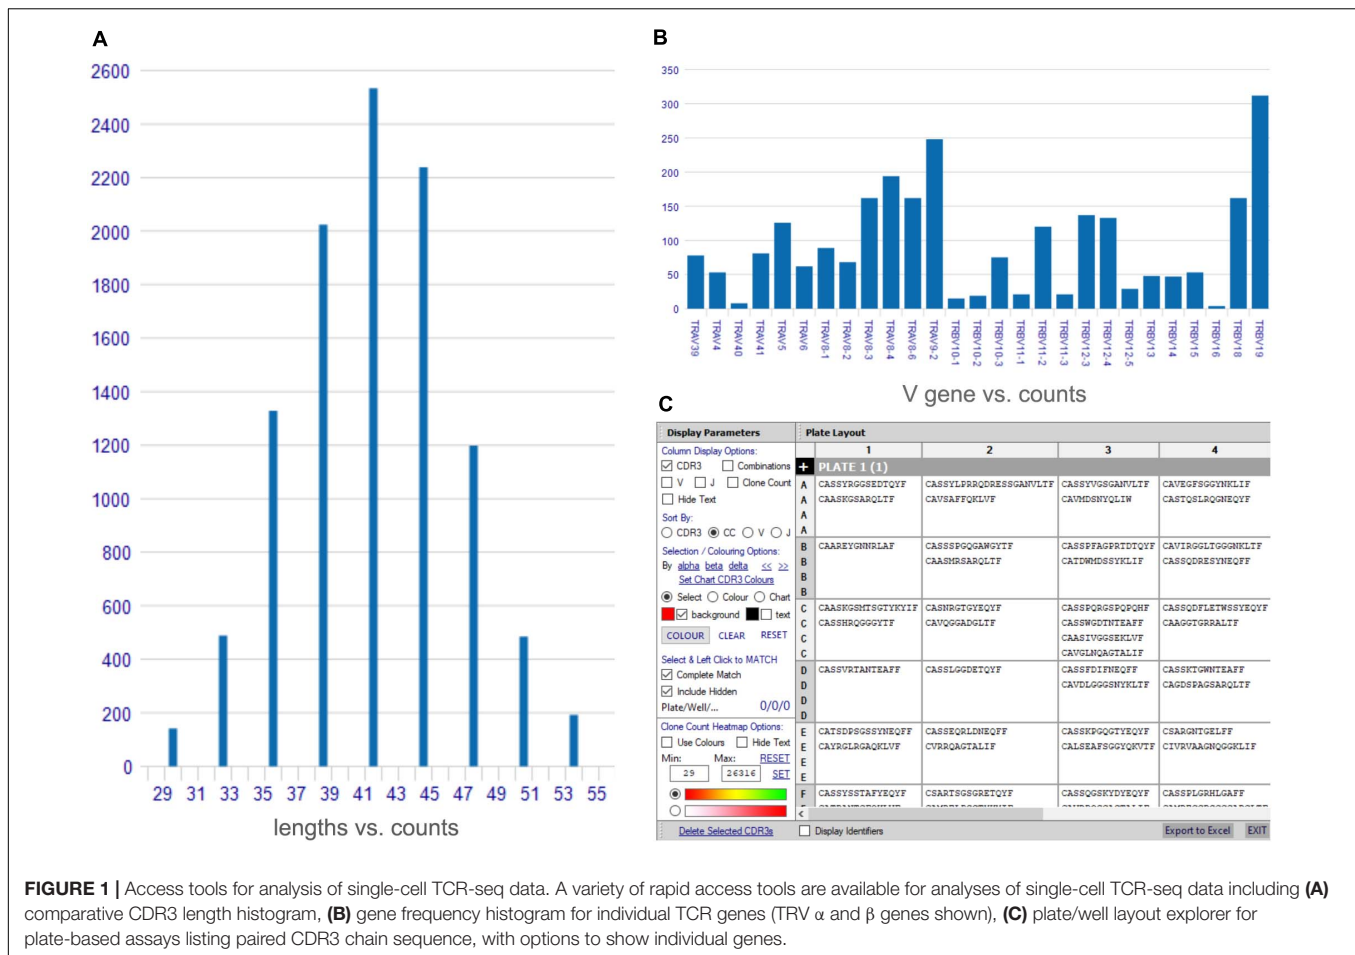 A
2600
2400
2200
2000
1800
1600
1400
1200
1000
800
600
400
200
0
29 31 33 35 37 39 41 43 45 47 49 51 53 55
lengths vs. counts
B
350
300
250
200
150
100
50
0
TRAV39 TRAV4 TRAV40 TRAV41 TRAV5 TRAV6 TRAV8-1 TRAV8-2 TRAV8-3 TRAV8-4 TRAV8-6 TRAV9-2 TRBV10-1 TRBV10-2 TRBV10-3 TRBV11-1 TRBV11-2 TRBV11-3 TRBV12-3 TRBV12-4 TRBV12-5 TRBV13 TRBV14 TRBV15 TRBV16 TRBV18 TRBV19
V gene vs. counts
C
Display Parameters
Column Display Options:
CDR3 Combinations
V J Clone Count
Hide Text
Sort By:
CDR3 CC V J
Selection / Colouring Options:
By alpha beta delta << >>
Set Chart CDR3 Colours
Select Colour Chart
background text
COLOUR CLEAR RESET
Select & Left Click to MATCH
Complete Match
Include Hidden
Plate/Well/... 0/0/0
Clone Count Heatmap Options:
Use Colours Hide Text
Min: Max: RESET
29 26316 SET
Delete Selected CDR3s
Plate Layout
1 2 3 4
+ PLATE 1 (1)
A CASSYRGGSEDTQYF CASSYLPRRQDRESSGANVLTF CASSYVGSGANVLTF CAVEGFSGGYNKLIF
A CAASKGSARQLTF CAVSAFFQKLVF CAVMDSNYQLIW CASTQSLRQGNEQYF
A
A
B CAAREYGNNRLAF CASSSPGQGAWGYTF CASSPFAGPRTDTQYF CAVIRGGLTGGGNKLTF
B CAASMRSARQLTF CATDWMDSSYKLIF CASSQDRESYNEQFF
B
B
C CAASKGSMTSGTYKYIF CASNRGTGYEQYF CASSPQRGSPQPQHF CASSQDFLETWSSYEQYF
C CASSHRQGGGYTF CAVQGGADGLTF CASSWGDTNTEAFF CAAGGTGRRALTF
C CAASIVGGSEKLVF
C CAVGLNQAGTALIF
D CASSVRTANTEAFF CASSLGGDETQYF CASSFDIFNEQFF CASSKTGWNTEAFF
D CAVDLGGGSNYKLTF CAGDSPAGSARQLTF
D
D
E CATSDPSGSSYNEQFF CASSEQRLDNEQFF CASSKPGQGTYEQYF CSARGNTGELFF
E CAYRGLRGAQKLVF CVRRQAGTALIF CALSEAFSGGYQKVTF CIVRVAAGNQGGKLIF
E
E
F CASSYSSTAFYEQYF CSARTSGSGRETQYF CASSQGSKYDYEQYF CASSPLGRHLGAFF
<
Display Identifiers Export to Excel EXIT
FIGURE 1 | Access tools for analysis of single-cell TCR-seq data. A variety of rapid access tools are available for analyses of single-cell TCR-seq data including (A)
comparative CDR3 length histogram, (B) gene frequency histogram for individual TCR genes (TRV α and β genes shown), (C) plate/well layout explorer for
plate-based assays listing paired CDR3 chain sequence, with options to show individual genes.